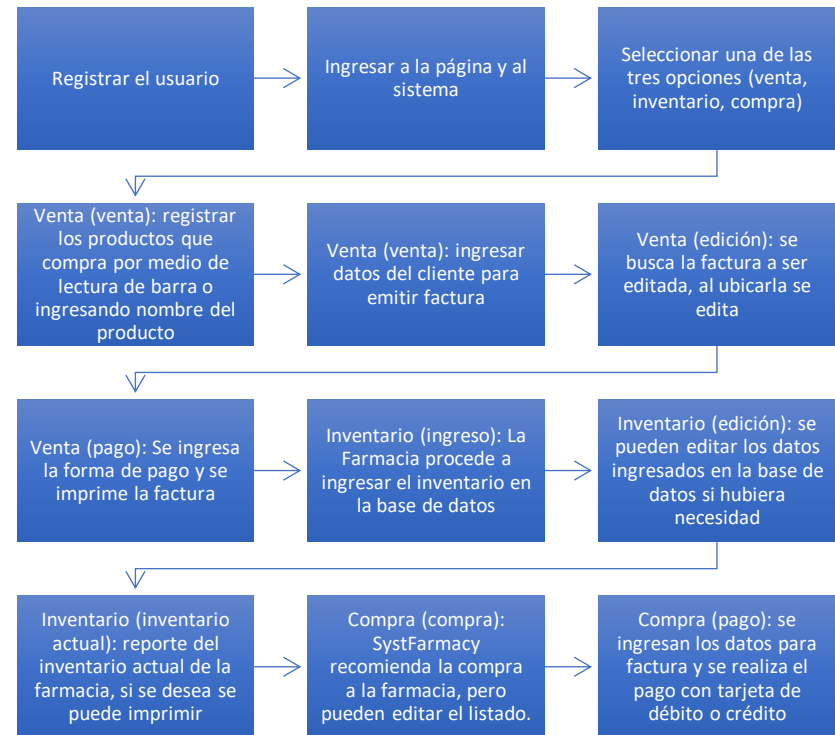 Registrar el usuario
Ingresar a la página y al
sistema
Seleccionar una de las
tres opciones (venta,
inventario, compra)
Venta (venta): registrar
los productos que
compra por medio de
lectura de barra o
ingresando nombre del
producto
Venta (venta): ingresar
datos del cliente para
emitir factura
Venta (edición): se
busca la factura a ser
editada, al ubicarla se
edita
Venta (pago): Se ingresa
la forma de pago y se
imprime la factura
Inventario (ingreso): La
Farmacia procede a
ingresar el inventario en
la base de datos
Inventario (edición): se
pueden editar los datos
ingresados en la base de
datos si hubiera
necesidad
Inventario (inventario
actual): reporte del
inventario actual de la
farmacia, si se desea se
puede imprimir
Compra (compra):
SystFarmacy
recomienda la compra
a la farmacia, pero
pueden editar el listado.
Compra (pago): se
ingresan los datos para
factura y se realiza el
pago con tarjeta de
débito o crédito